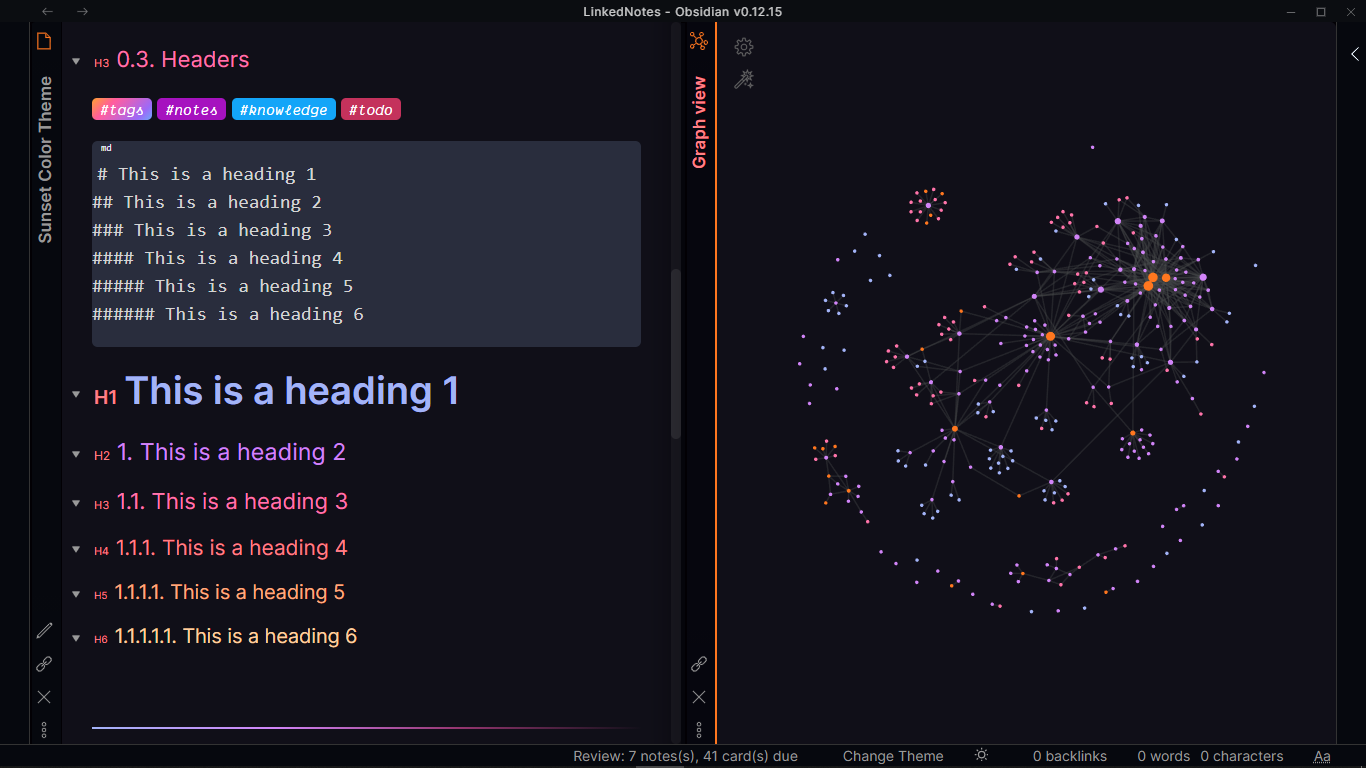 LinkedNotes - Obsidian v0.12.15
Sunset Color Theme
H3 0.3. Headers
#tags #notes #knowledge #todo
md
# This is a heading 1
## This is a heading 2
### This is a heading 3
#### This is a heading 4
##### This is a heading 5
###### This is a heading 6
H1 This is a heading 1
H2 1. This is a heading 2
H3 1.1. This is a heading 3
H4 1.1.1. This is a heading 4
H5 1.1.1.1. This is a heading 5
H6 1.1.1.1.1. This is a heading 6
Graph view
Review: 7 notes(s), 41 card(s) due Change Theme 0 backlinks 0 words 0 characters Aa